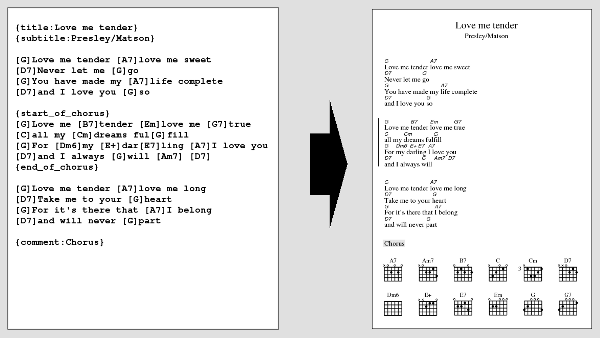 {title:Love me tender}
{subtitle:Presley/Matson}
[G]Love me tender [A7]love me sweet
[D7]Never let me [G]go
[G]You have made my [A7]life complete
[D7]and I love you [G]so
{start_of_chorus}
[G]Love me [B7]tender [Em]love me [G7]true
[C]all my [Cm]dreams ful[G]fill
[G]For [Dm6]my [E+]dar[E7]ling [A7]I love you
[D7]and I always [G]will [Am7] [D7]
{end_of_chorus}
[G]Love me tender [A7]love me long
[D7]Take me to your [G]heart
[G]For it's there that [A7]I belong
[D7]and will never [G]part
{comment:Chorus}
Love me tender
Presley/Matson
G A7
Love me tender love me sweet
D7 G
Never let me go
G A7
You have made my life complete
D7 G
and I love you so
G B7 Em G7
Love me tender love me true
C Cm G
all my dreams fulfill
G Dm6 E+ E7 A7
For my darling I love you
D7 G Am7 D7
and I always will
G A7
Love me tender love me long
D7 G
Take me to your heart
G A7
For it's there that I belong
D7 G
and will never part
Chorus
A7 Am7 B7 C Cm D7
3
Dm6 E+ E7 Em G G7